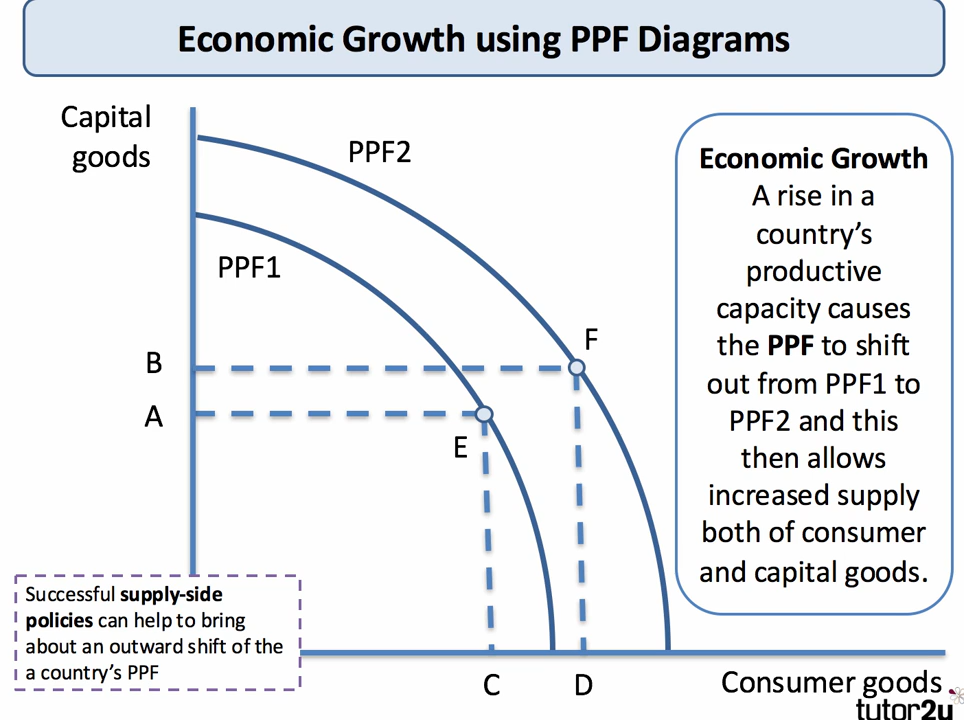 Economic Growth using PPF Diagrams
Capital
goods
PPF2
PPF1
B
A
F
E
C
D
Consumer goods
Economic Growth
A rise in a
country’s
productive
capacity causes
the PPF to shift
out from PPF1 to
PPF2 and this
then allows
increased supply
both of consumer
and capital goods.
Successful supply-side
policies can help to bring
about an outward shift of the
a country’s PPF
tutor2u